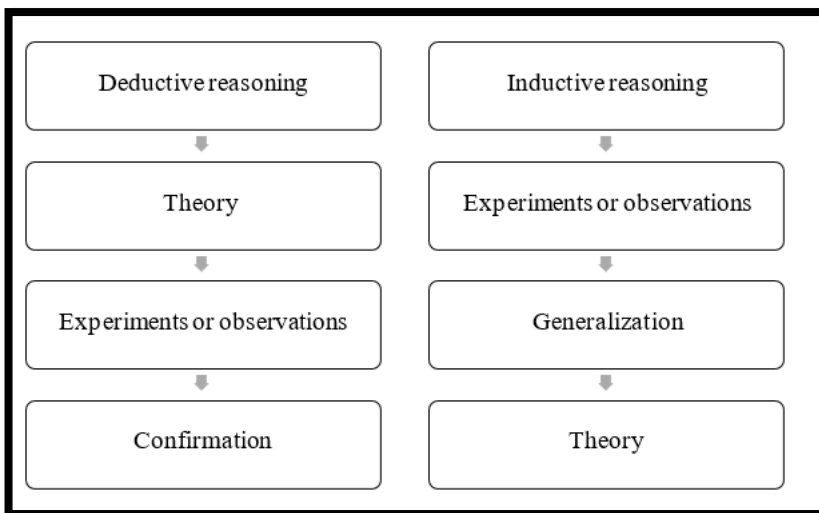 Deductive reasoning
Theory
Experiments or observations
Confirmation
Inductive reasoning
Experiments or observations
Generalization
Theory